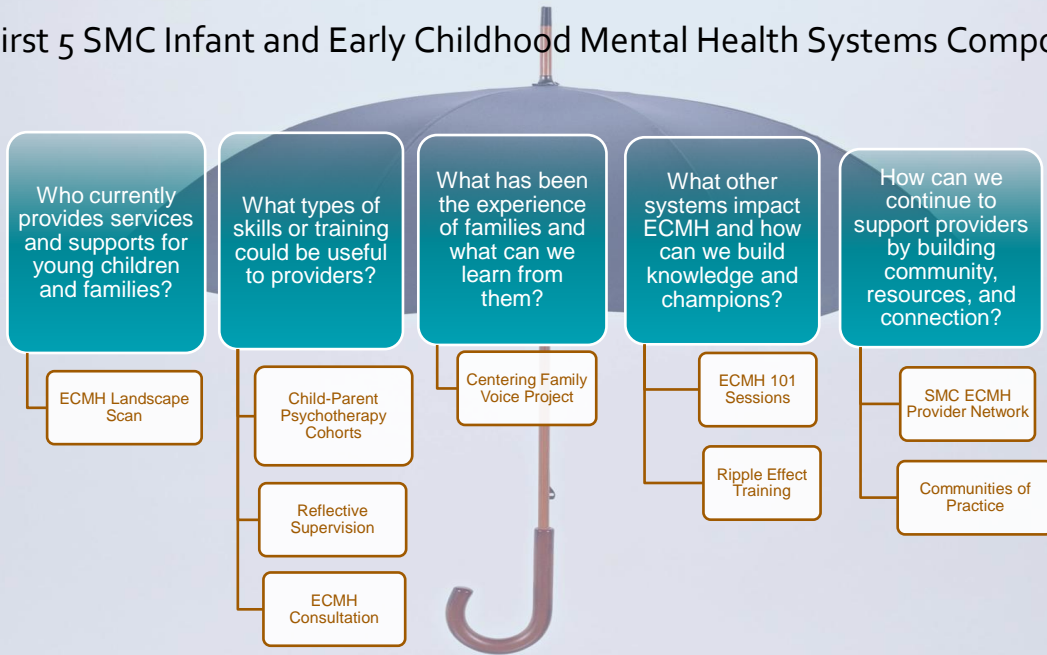 irst 5 SMC Infant and Early Childhood Mental Health Systems Compo
Who currently
provides services
and supports for
young children
and families?
ECMH Landscape
Scan
What types of
skills or training
could be useful
to providers?
Child-Parent
Psychotherapy
Cohorts
Reflective
Supervision
ECMH
Consultation
What has been
the experience
of families and
what can we
learn from
them?
Centering Family
Voice Project
What other
systems impact
ECMH and how
can we build
knowledge and
champions?
ECMH 101
Sessions
Ripple Effect
Training
How can we
continue to
support providers
by building
community,
resources, and
connection?
SMC ECMH
Provider Network
Communities of
Practice